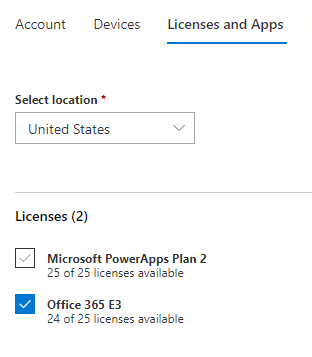 Account Devices Licenses and Apps
Select location *
United States
Licenses (2)
Microsoft PowerApps Plan 2
25 of 25 licenses available
Office 365 E3
24 of 25 licenses available